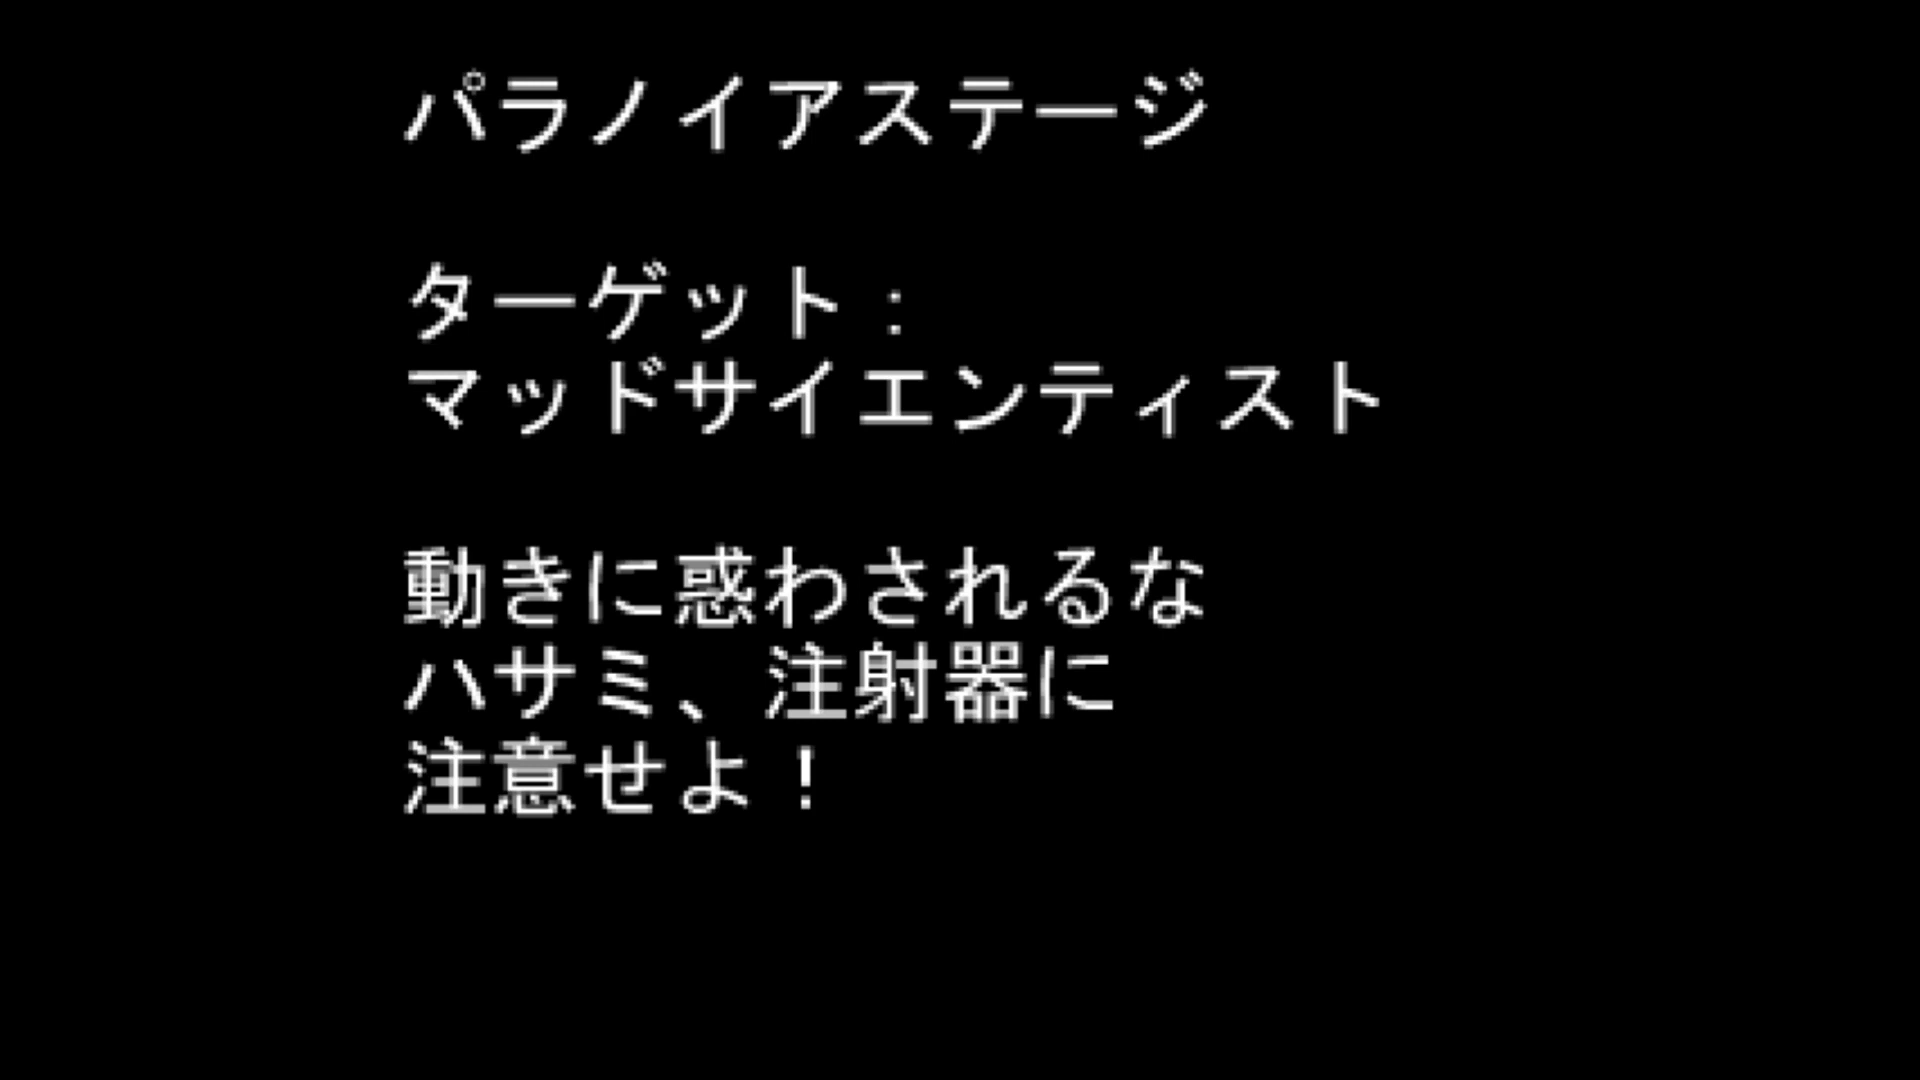 パラノイアステージ
ターゲット：
マッドサイエンティスト
動きに惑わされるな
ハサミ、注射器に
注意せよ！